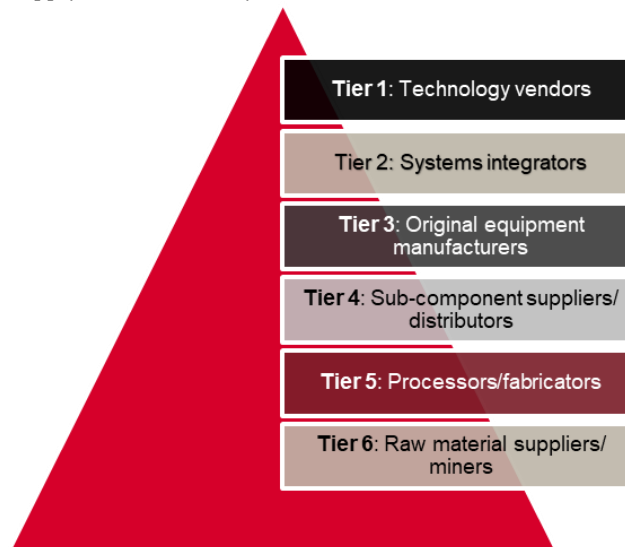 Tier 1: Technology vendors
Tier 2: Systems integrators
Tier 3: Original equipment
manufacturers
Tier 4: Sub-component suppliers/
distributors
Tier 5: Processors/fabricators
Tier 6: Raw material suppliers/
miners